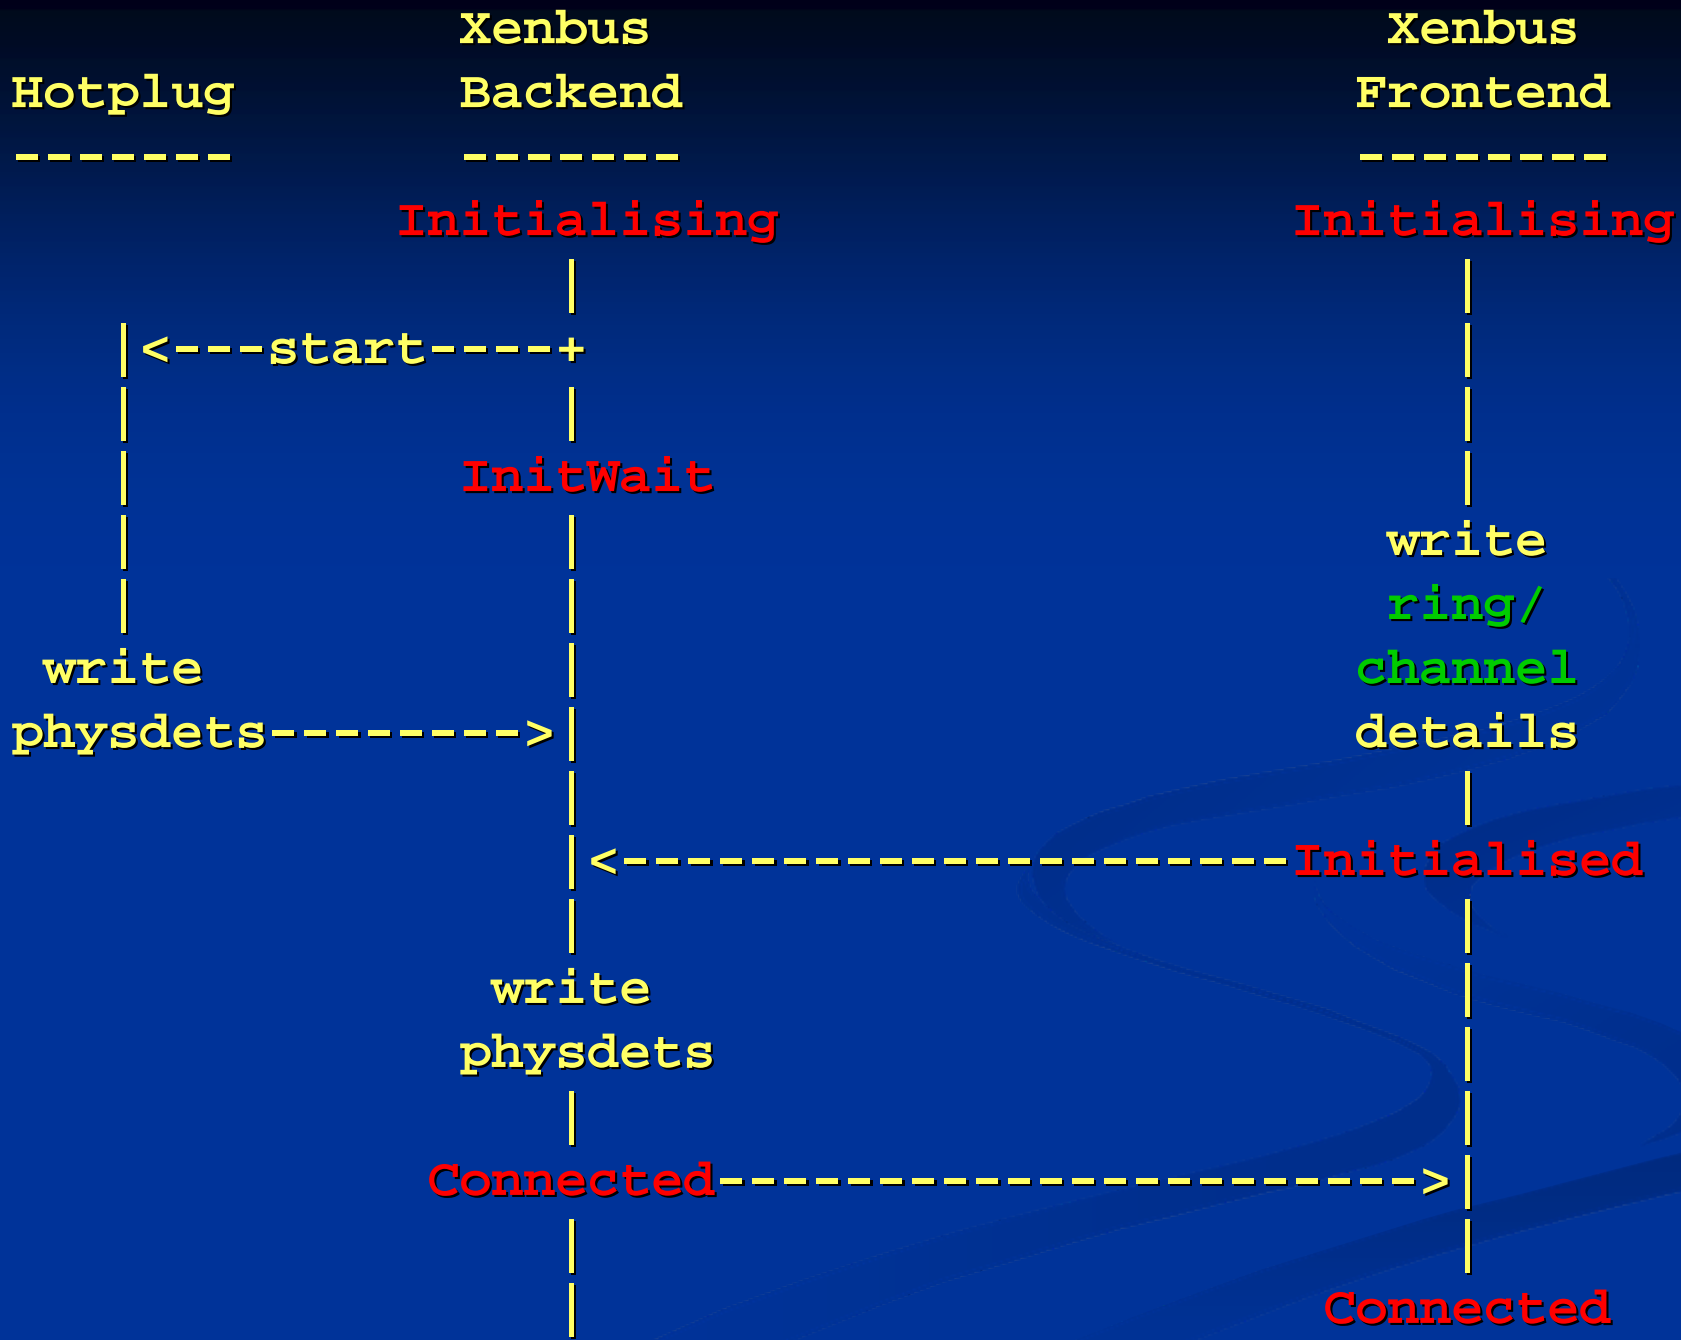 Xenbus Xenbus
Hotplug Backend Frontend
------- ------- --------
Initialising Initialising
| |
|<---start----+ |
| | |
| InitWait |
| | write
| | ring/
write | channel
physdets-------->| details
| |
|<---------------------Initialised
| |
write |
physdets |
| |
Connected---------------------->|
| |
| Connected